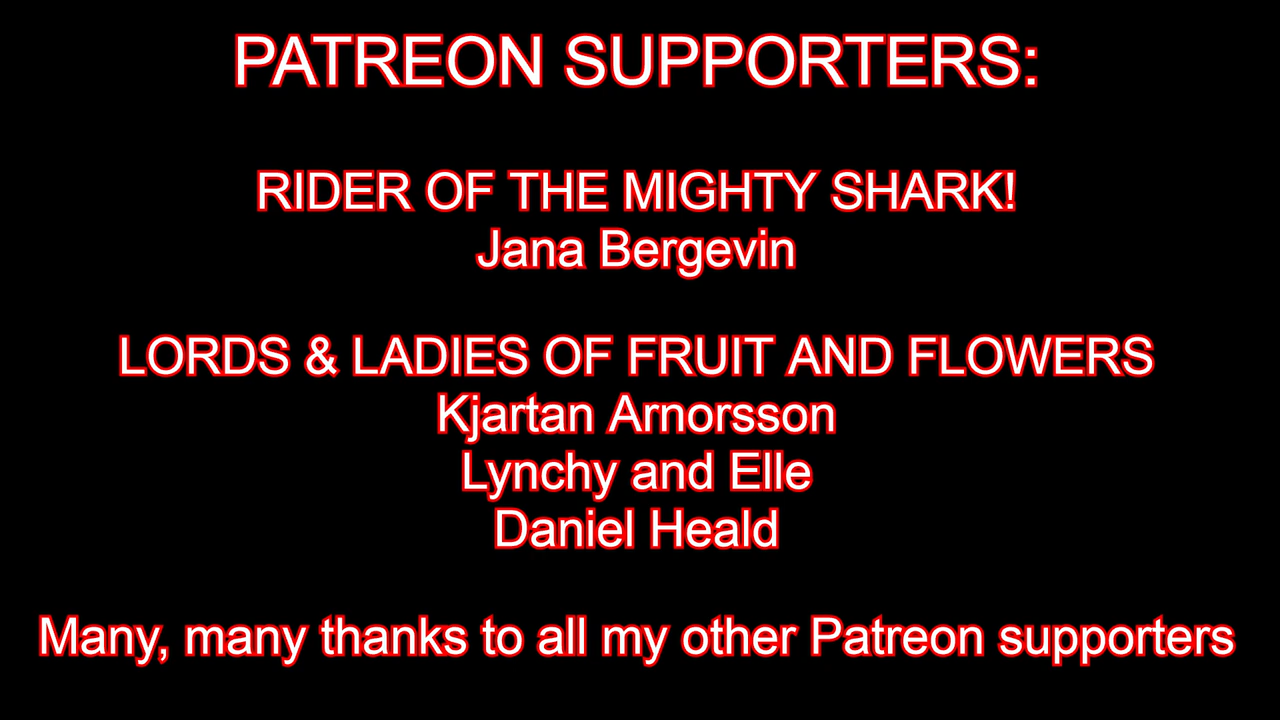 PATREON SUPPORTERS:
RIDER OF THE MIGHTY SHARK!
Jana Bergevin
LORDS & LADIES OF FRUIT AND FLOWERS
Kjartan Arnorsson
Lynchy and Elle
Daniel Heald
Many, many thanks to all my other Patreon supporters